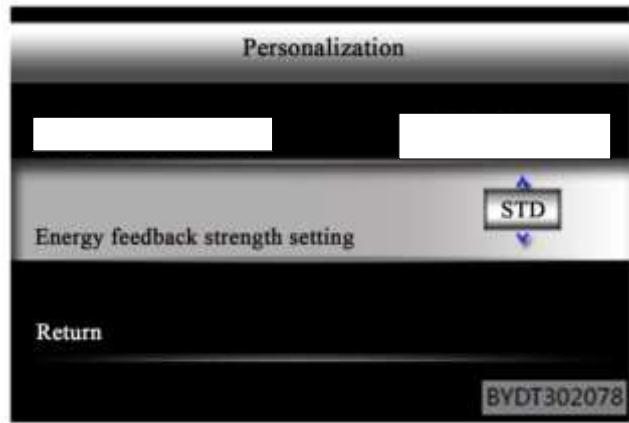 Personalization
STD
Energy feedback strength setting
Return
BYDT302078